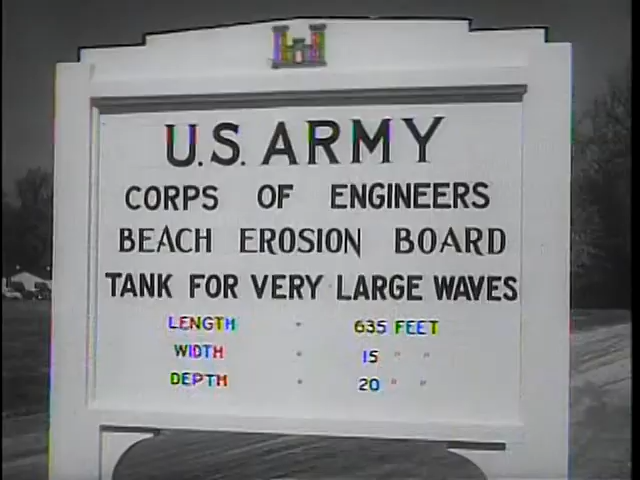 U.S. ARMY
CORPS OF ENGINEERS
BEACH EROSION BOARD
TANK FOR VERY LARGE WAVES
LENGTH - 635 FEET
WIDTH - 15 " "
DEPTH - 20 " "